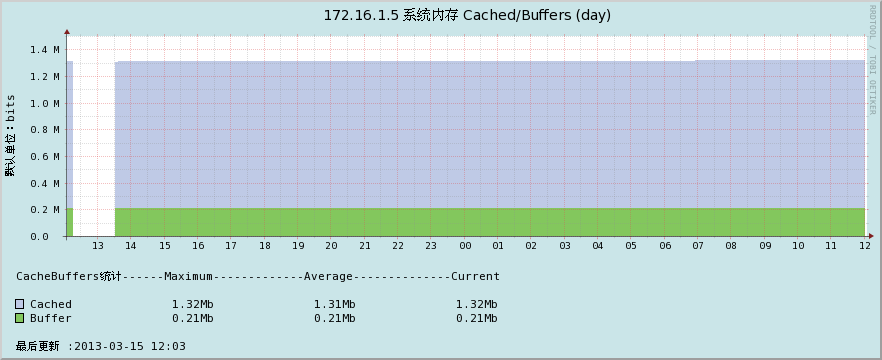 172.16.1.5 系统内存 Cached/Buffers (day)
RRDTOOL / TOBI OETIKER
默认单位：bits
1.4 M
1.2 M
1.0 M
0.8 M
0.6 M
0.4 M
0.2 M
0.0
13 14 15 16 17 18 19 20 21 22 23 00 01 02 03 04 05 06 07 08 09 10 11 12
CacheBuffers统计------Maximum-------------Average--------------Current
Cached 1.32Mb 1.31Mb 1.32Mb
Buffer 0.21Mb 0.21Mb 0.21Mb
最后更新 :2013-03-15 12:03